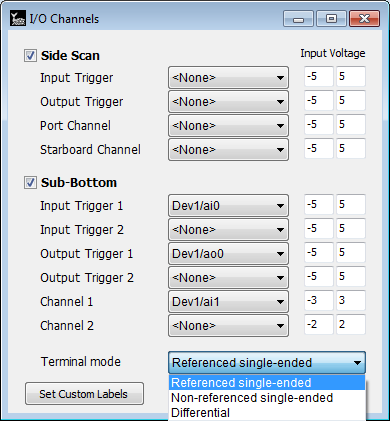 I/O Channels
Side Scan Input Voltage
Input Trigger <None> -5 5
Output Trigger <None> -5 5
Port Channel <None> -5 5
Starboard Channel <None> -5 5
Sub-Bottom
Input Trigger 1 Dev1/ai0 -5 5
Input Trigger 2 <None> -5 5
Output Trigger 1 Dev1/ao0 -5 5
Output Trigger 2 <None> -5 5
Channel 1 Dev1/ai1 -3 3
Channel 2 <None> -2 2
Terminal mode Referenced single-ended
Referenced single-ended
Set Custom Labels Non-referenced single-ended
Differential